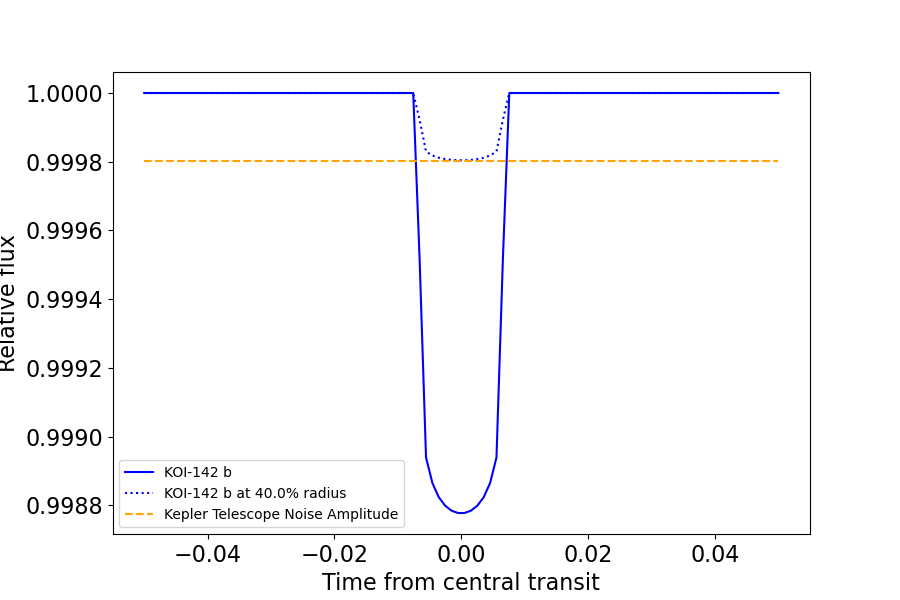 1.0000
0.9998
0.9996
0.9994
0.9992
0.9990
0.9988
Relative flux
KOI-142 b
KOI-142 b at 40.0% radius
Kepler Telescope Noise Amplitude
−0.04 −0.02 0.00 0.02 0.04
Time from central transit